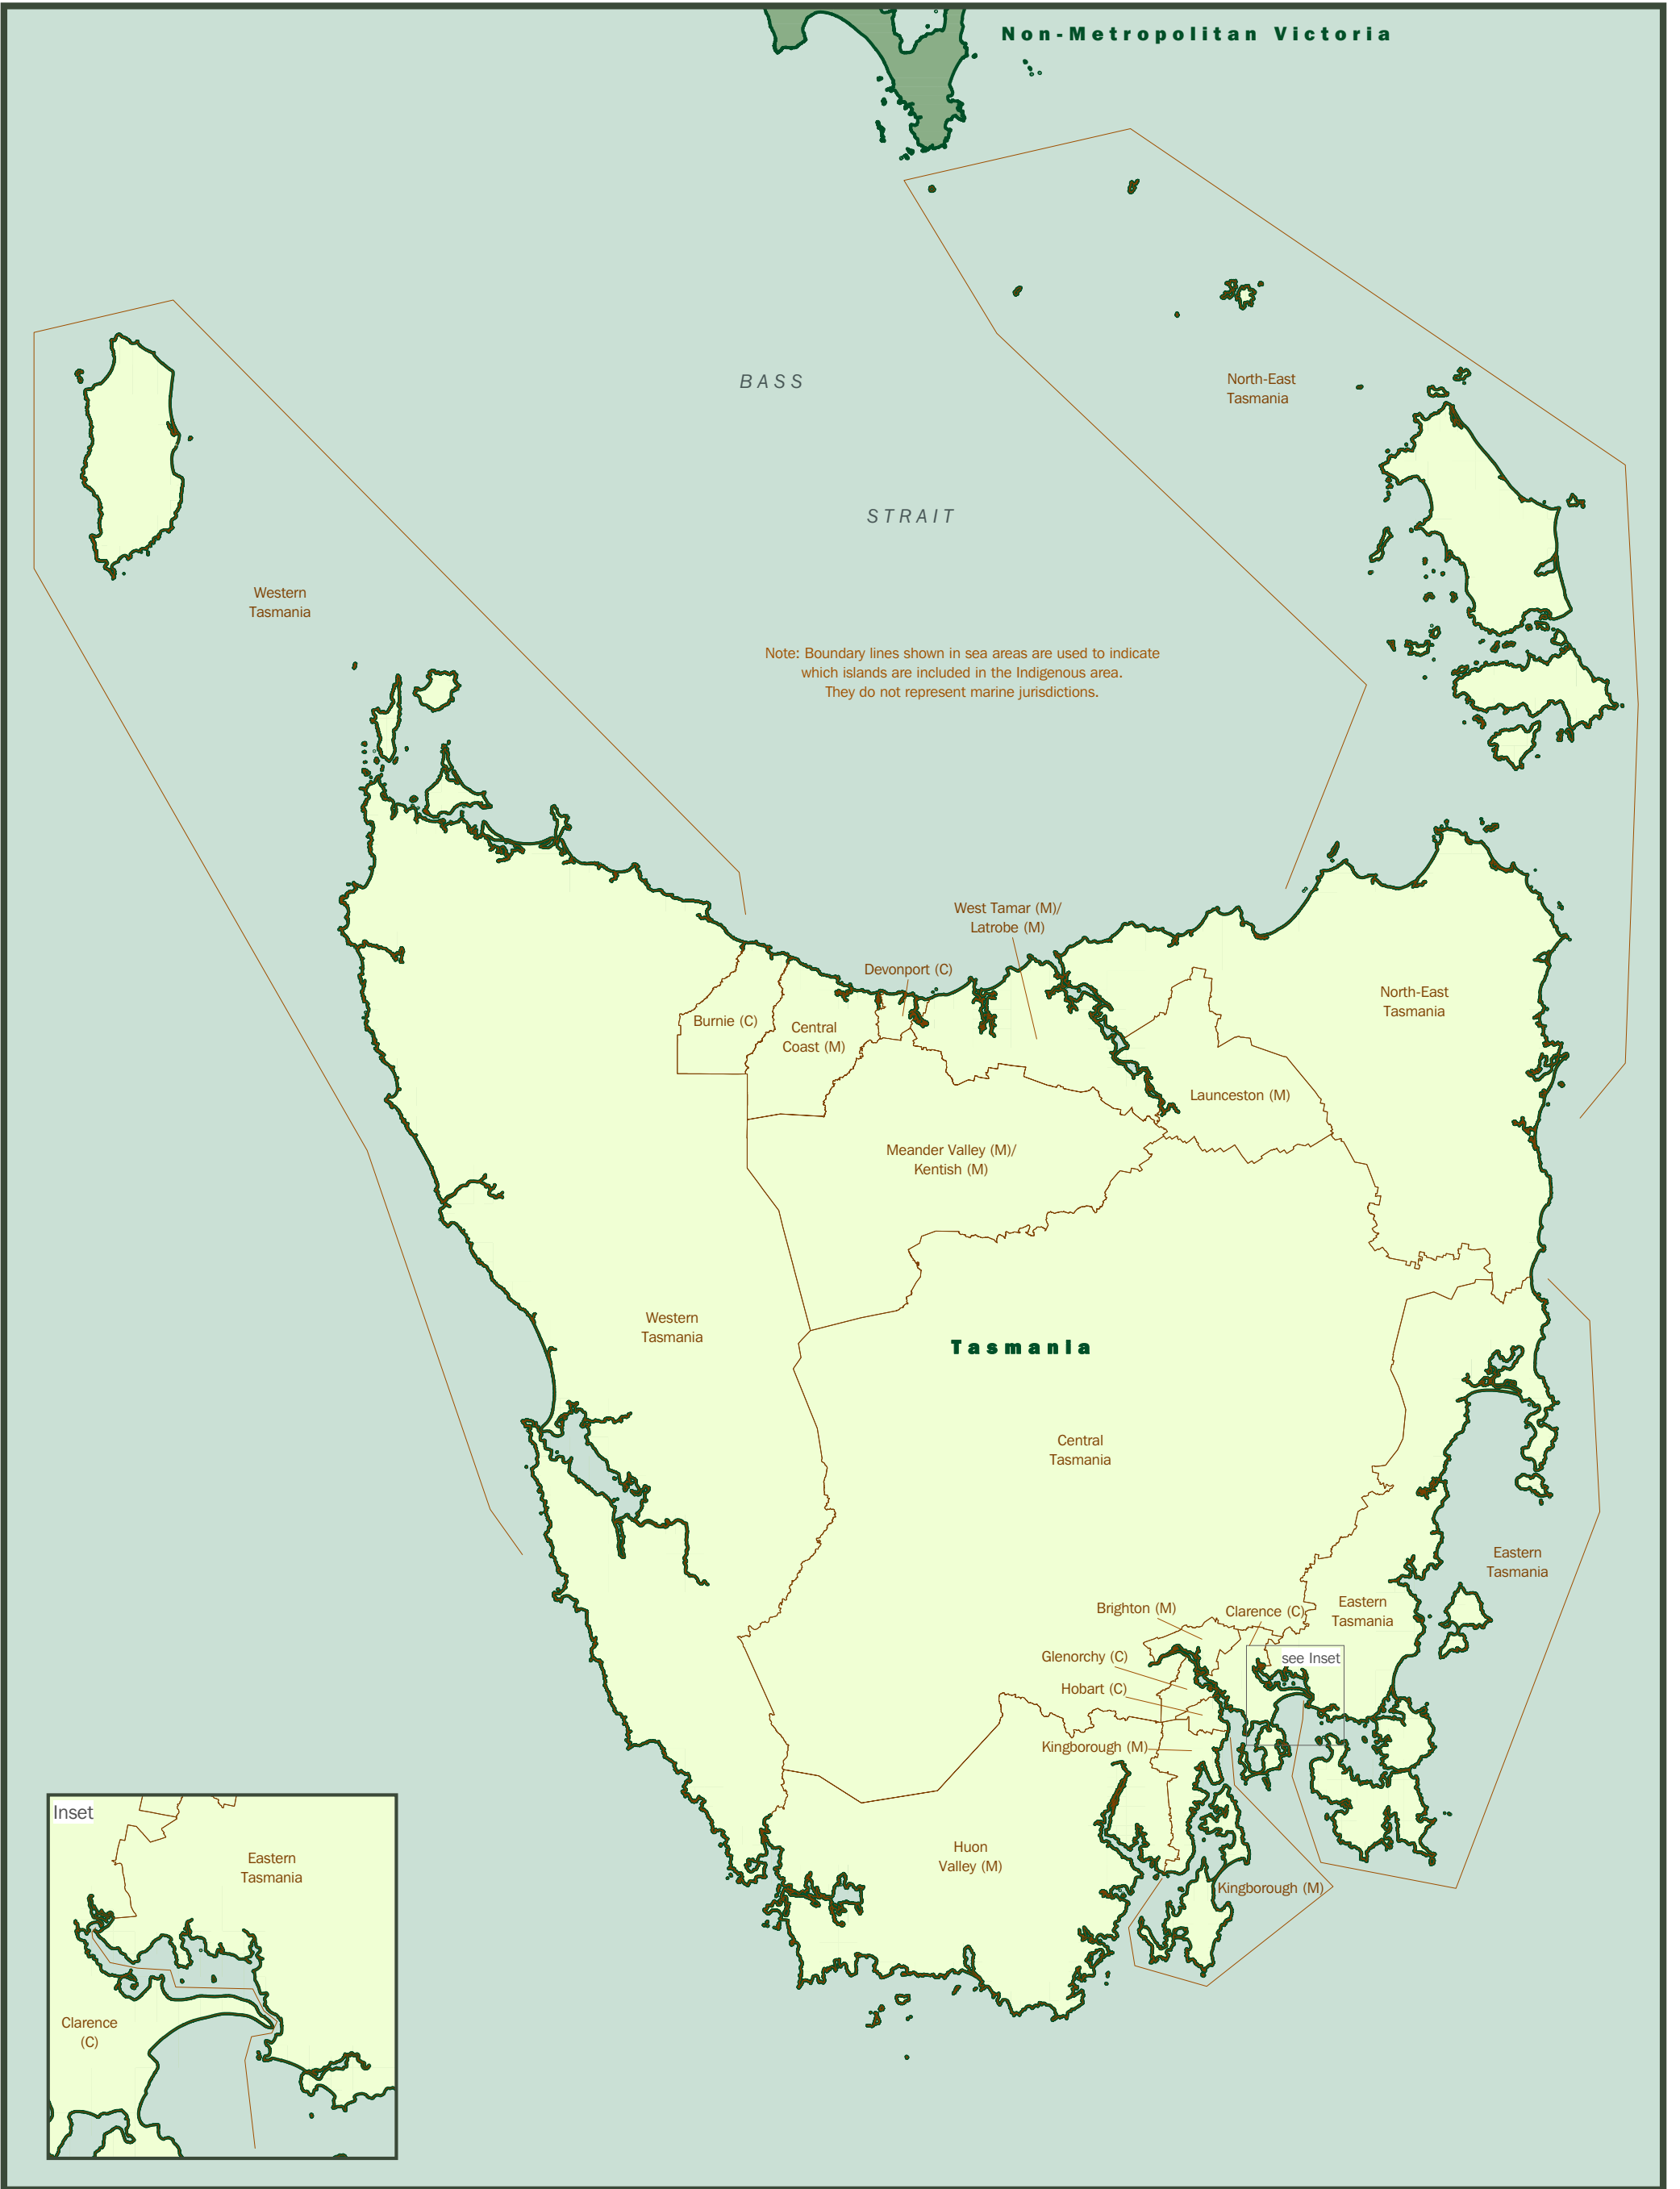 Non-Metropolitan Victoria
BASS
North-East
Tasmania
STRAIT
Western
Tasmania
Note: Boundary lines shown in sea areas are used to indicate
which islands are included in the Indigenous area.
They do not represent marine jurisdictions.
West Tamar (M)/
Latrobe (M)
Devonport (C)
North-East
Tasmania
Burnie (C)
Central
Coast (M)
Launceston (M)
Meander Valley (M)/
Kentish (M)
Western
Tasmania
Tasmania
Central
Tasmania
Eastern
Tasmania
Eastern
Tasmania
Brighton (M)
Clarence (C)
Glenorchy (C)
see Inset
Hobart (C)
Kingborough (M)
Huon
Valley (M)
Kingborough (M)
Inset
Eastern
Tasmania
Clarence
(C)